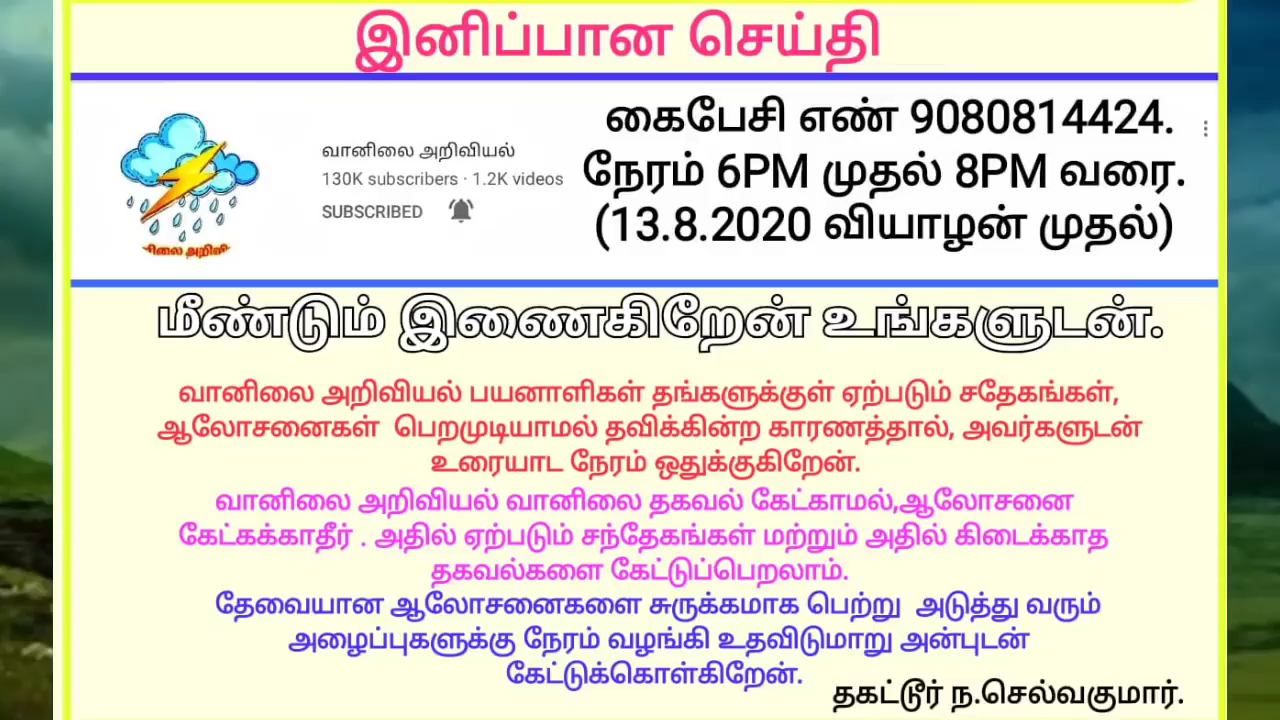 இனிப்பான செய்தி
கைபேசி எண் 9080814424.
நேரம் 6PM முதல் 8PM வரை.
(13.8.2020 வியாழன் முதல்)
வானிலை அறிவியல்
130K subscribers · 1.2K videos
SUBSCRIBED
மீண்டும் இணைகிறேன் உங்களுடன்.
வானிலை அறிவியல் பயனாளிகள் தங்களுக்குள் ஏற்படும் சதேகங்கள்,
ஆலோசனைகள் பெறமுடியாமல் தவிக்கின்ற காரணத்தால், அவர்களுடன்
உரையாட நேரம் ஒதுக்குகிறேன்.
வானிலை அறிவியல் வானிலை தகவல் கேட்காமல்,ஆலோசனை
கேட்கக்காதீர் . அதில் ஏற்படும் சந்தேகங்கள் மற்றும் அதில் கிடைக்காத
தகவல்களை கேட்டுப்பெறலாம்.
தேவையான ஆலோசனைகளை சுருக்கமாக பெற்று அடுத்து வரும்
அழைப்புகளுக்கு நேரம் வழங்கி உதவிடுமாறு அன்புடன்
கேட்டுக்கொள்கிறேன்.
தகட்டூர் ந.செல்வகுமார்.